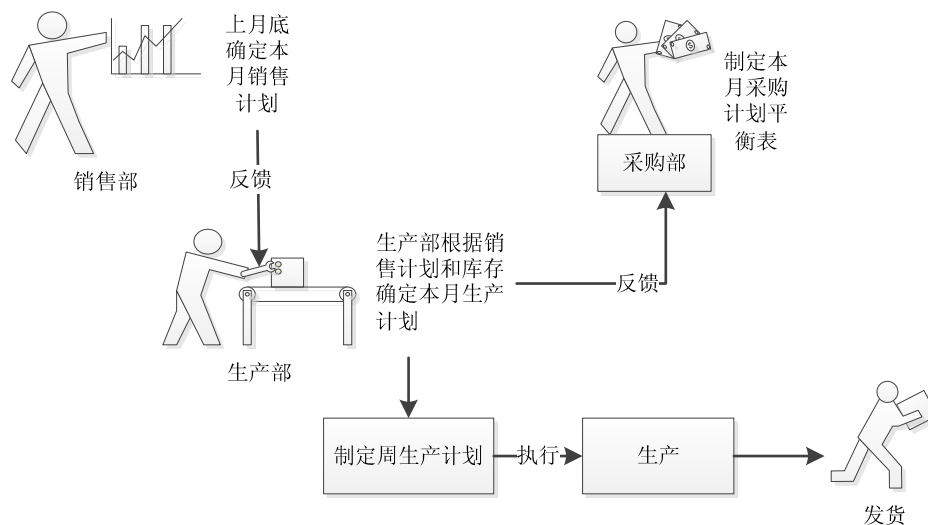 上月底
确定本
月销售
计划
销售部
反馈
制定本
月采购
计划平
衡表
采购部
生产部根据销
售计划和库存
确定本月生产
计划
反馈
生产部
制定周生产计划
执行
生产
发货